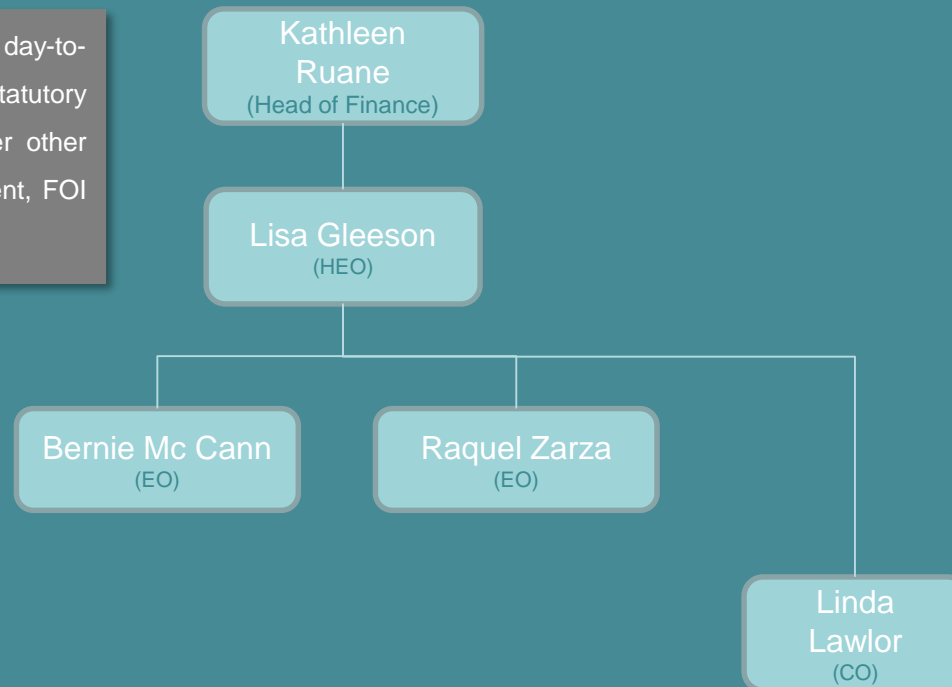 day-to-
tatutory
er other
ent, FOI
Kathleen
Ruane
(Head of Finance)
Lisa Gleeson
(HEO)
Bernie Mc Cann
(EO)
Raquel Zarza
(EO)
Linda
Lawlor
(CO)